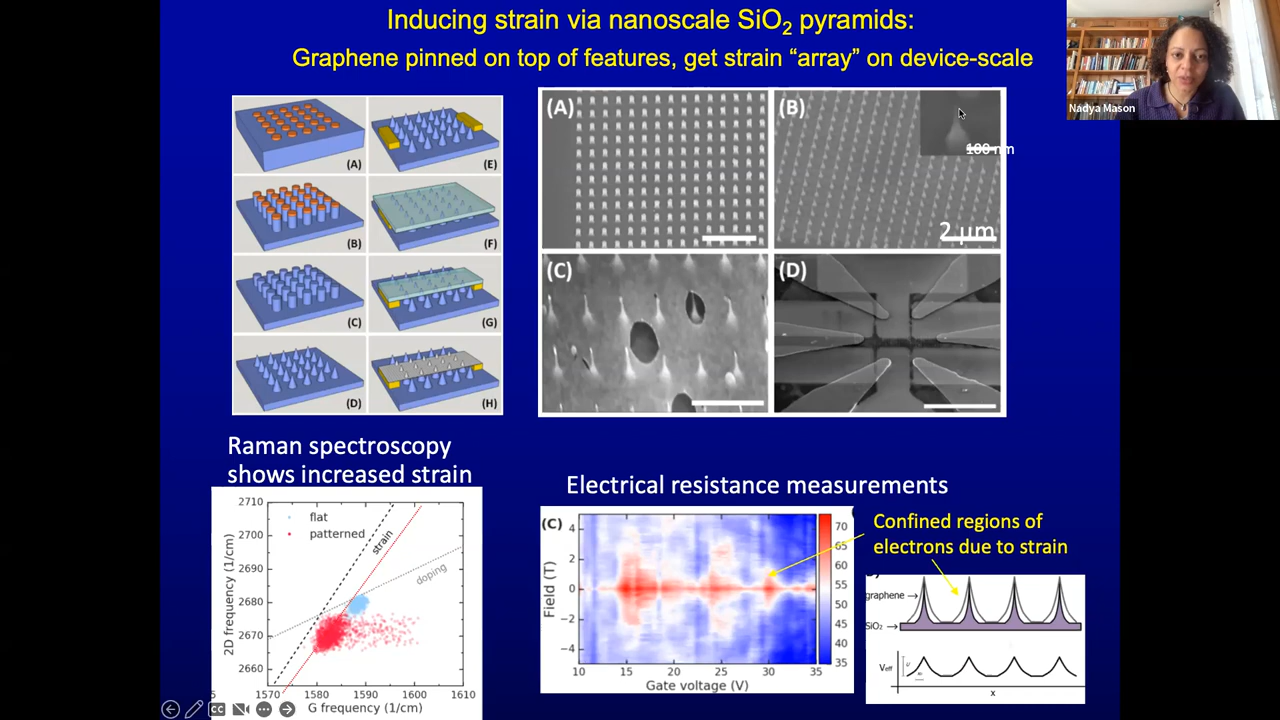 Inducing strain via nanoscale SiO2 pyramids:
Graphene pinned on top of features, get strain “array” on device-scale
Nadya Mason
(A)
(E)
(B)
(F)
(C)
(G)
(D)
(H)
(A)
(B)
100 nm
2 µm
(C)
(D)
Raman spectroscopy
shows increased strain
2710
2700
2690
2680
2670
2660
2D frequency (1/cm)
flat
patterned
strain
doping
1570
1580
1590
1600
1610
G frequency (1/cm)
CC
Electrical resistance measurements
(C)
4
2
0
−2
−4
Field (T)
10
15
20
25
30
35
Gate voltage (V)
70
65
60
55
50
45
40
35
Confined regions of
electrons due to strain
graphene
SiO2
Veff
x